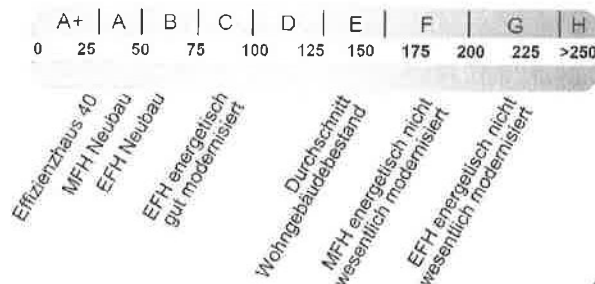 A+ | A | B | C | D | E | F | G | H
0 25 50 75 100 125 150 175 200 225 >250
Effizienzhaus 40
MFH Neubau
EFH Neubau
EFH energetisch
gut modernisiert
Durchschnitt
Wohngebäudebestand
MFH energetisch nicht
wesentlich modernisiert
EFH energetisch nicht
wesentlich modernisiert